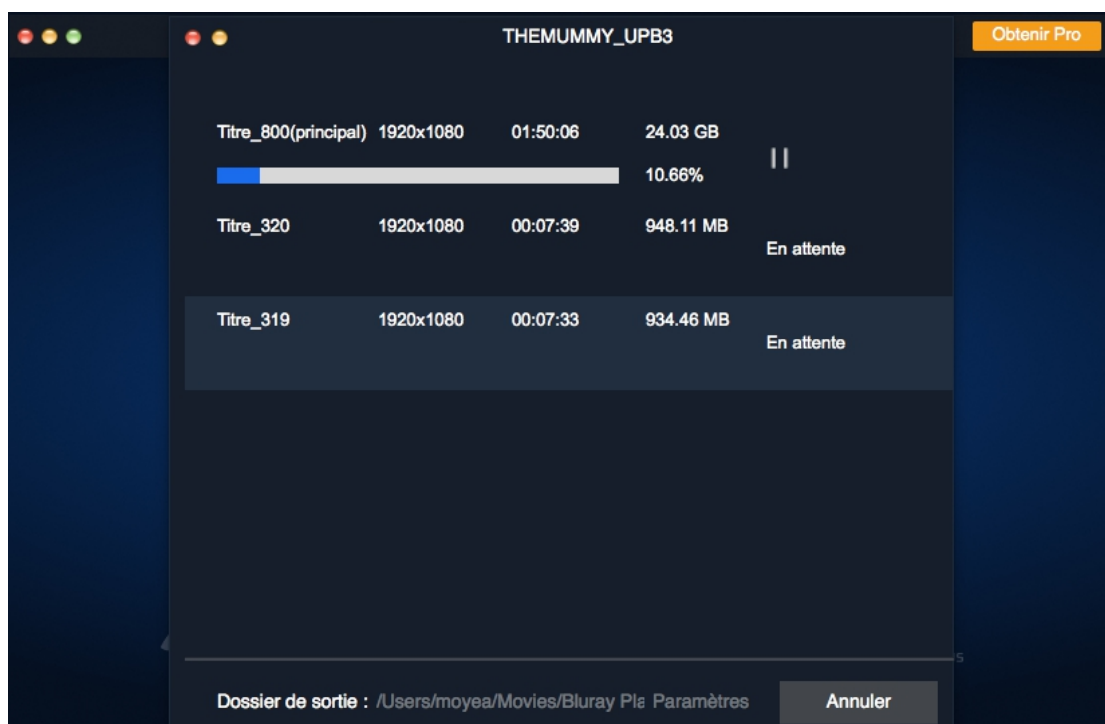 THEMUMMY_UPB3
Obtenir Pro
Titre_800(principal) 1920x1080 01:50:06 24.03 GB
10.66%
Titre_320 1920x1080 00:07:39 948.11 MB
En attente
Titre_319 1920x1080 00:07:33 934.46 MB
En attente
Dossier de sortie : /Users/moyea/Movies/Bluray Pla Paramètres Annuler